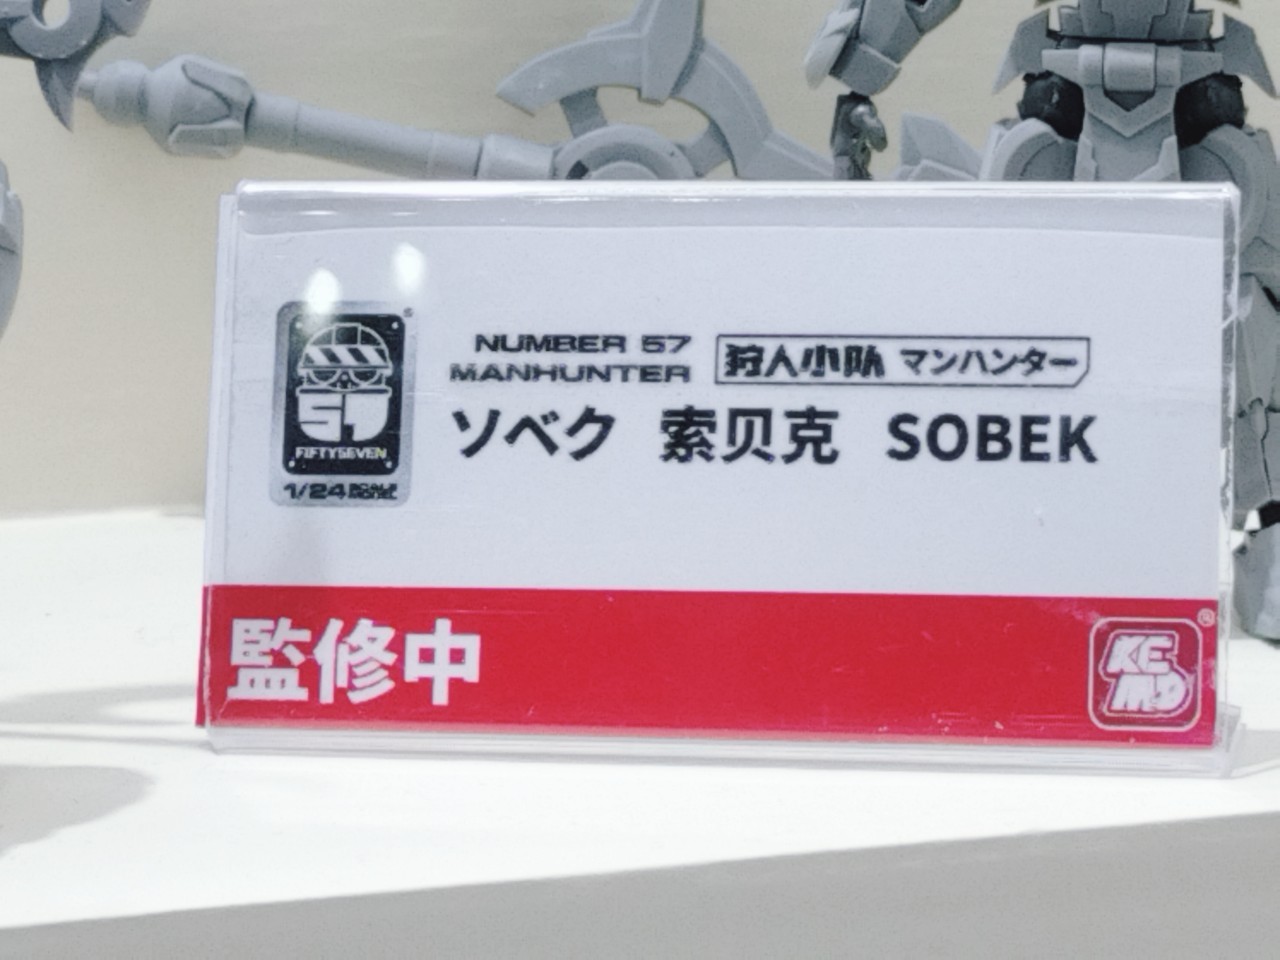 NUMBER 57
MANHUNTER
狩人小队 マンハンター
ソベク 索贝克 SOBEK
57
FIFTYSEVEN
1/24 SCALE MODEL
監修中
KEMO